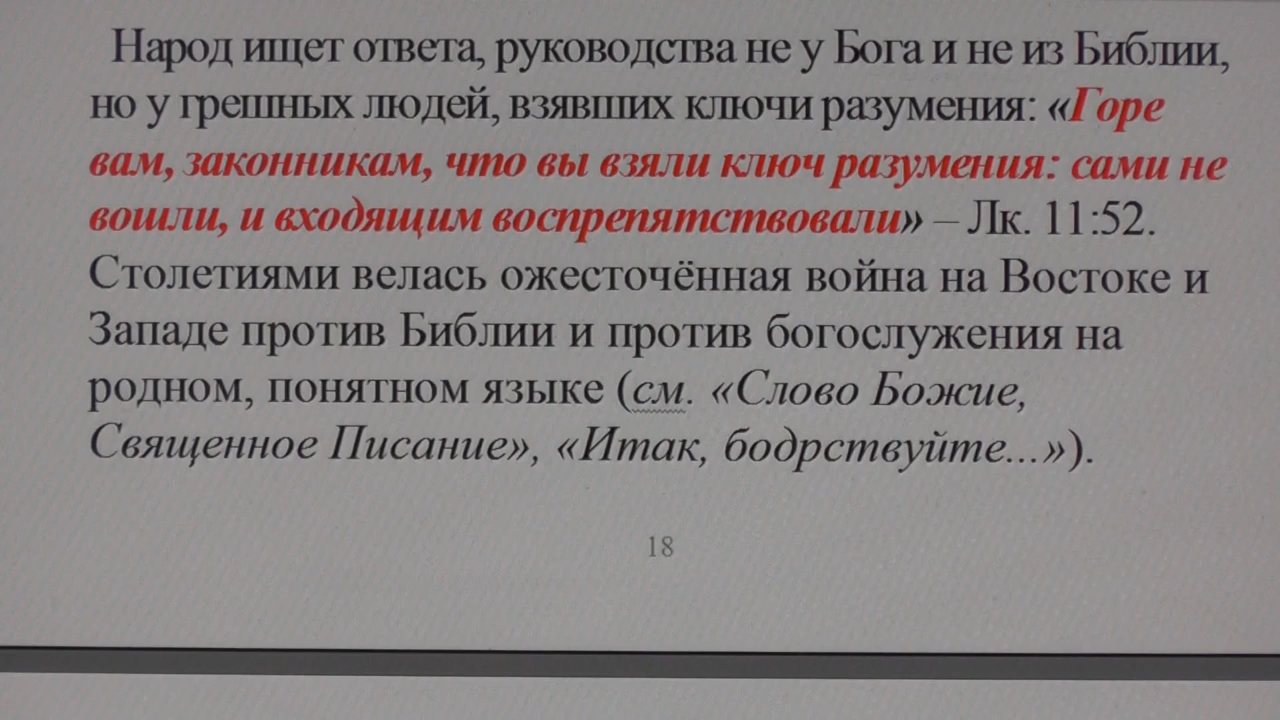 Народ ищет ответа, руководства не у Бога и не из Библии,
но у грешных людей, взявших ключи разумения: «Горе
вам, законникам, что вы взяли ключ разумения: сами не
вошли, и входящим воспрепятствовали» – Лк. 11:52.
Столетиями велась ожесточённая война на Востоке и
Западе против Библии и против богослужения на
родном, понятном языке (см. «Слово Божие,
Священное Писание», «Итак, бодрствуйте...»).
18